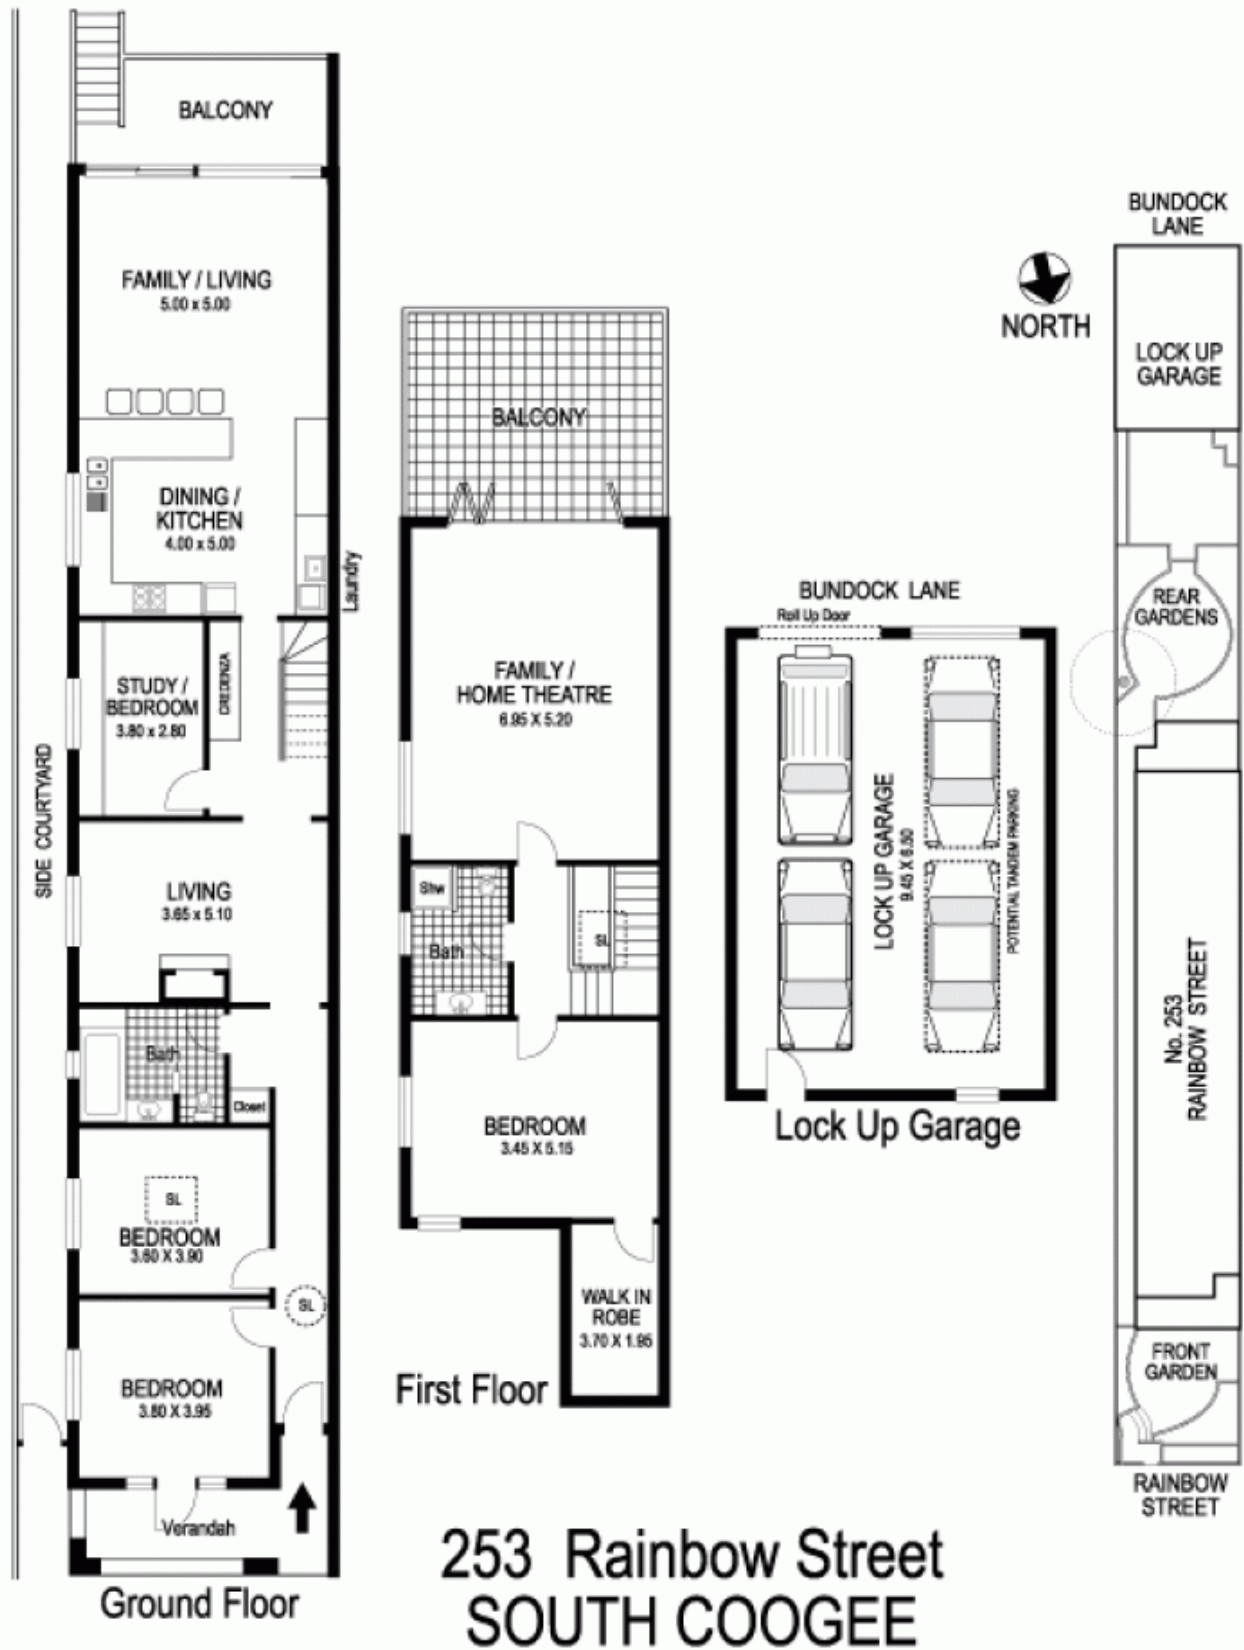 BALCONY
FAMILY / LIVING
5.00 x 5.00
DINING /
KITCHEN
4.00 x 5.00
Laundry
STUDY /
BEDROOM
3.80 x 2.80
CREDENZA
SIDE COURTYARD
LIVING
3.65 x 5.10
Bath
Closet
SL
BEDROOM
3.60 X 3.90
SL
BEDROOM
3.80 X 3.95
Verandah
Ground Floor
BALCONY
FAMILY /
HOME THEATRE
6.95 X 5.20
Shw
Bath
SL
BEDROOM
3.45 X 5.15
WALK IN
ROBE
3.70 X 1.95
First Floor
BUNDOCK LANE
Roll Up Door
LOCK UP GARAGE
9.45 X 6.50
POTENTIAL TANDEM PARKING
Lock Up Garage
NORTH
BUNDOCK
LANE
LOCK UP
GARAGE
REAR
GARDENS
No. 253
RAINBOW STREET
FRONT
GARDEN
RAINBOW
STREET
253 Rainbow Street
SOUTH COOGEE